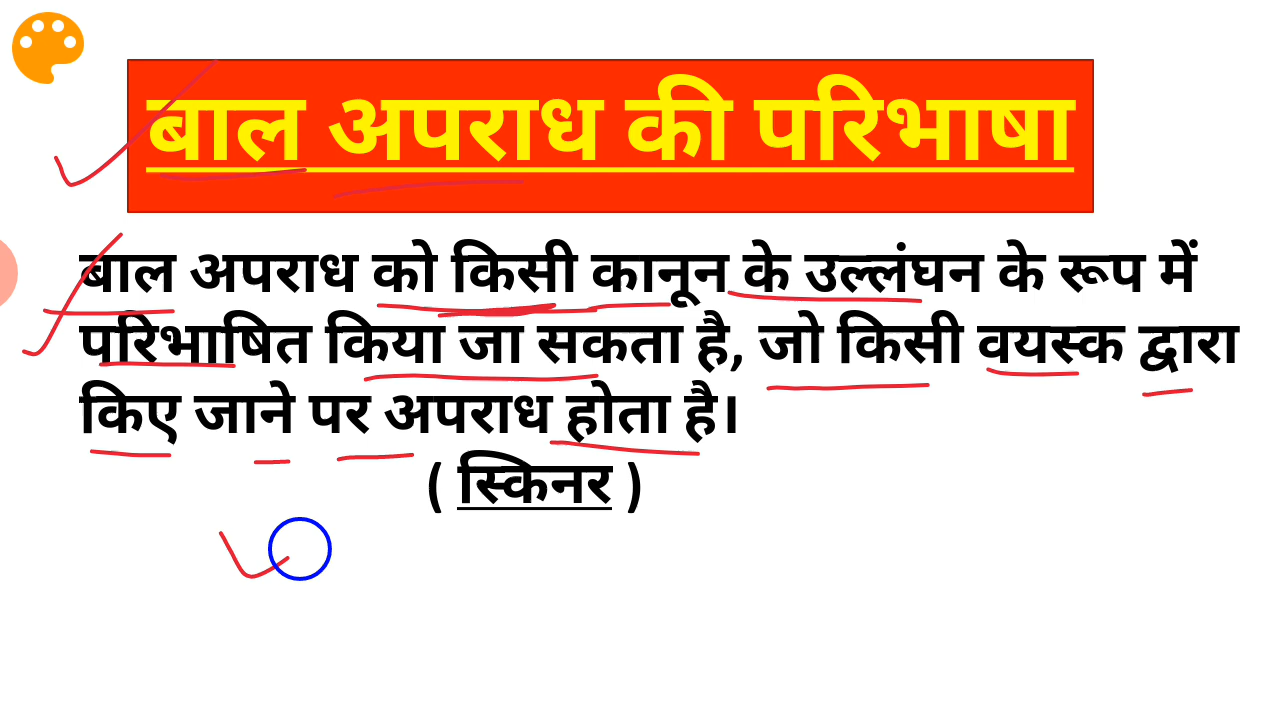 बाल अपराध की परिभाषा
बाल अपराध को किसी कानून के उल्लंघन के रूप में
परिभाषित किया जा सकता है, जो किसी वयस्क द्वारा
किए जाने पर अपराध होता है।
( स्किनर )